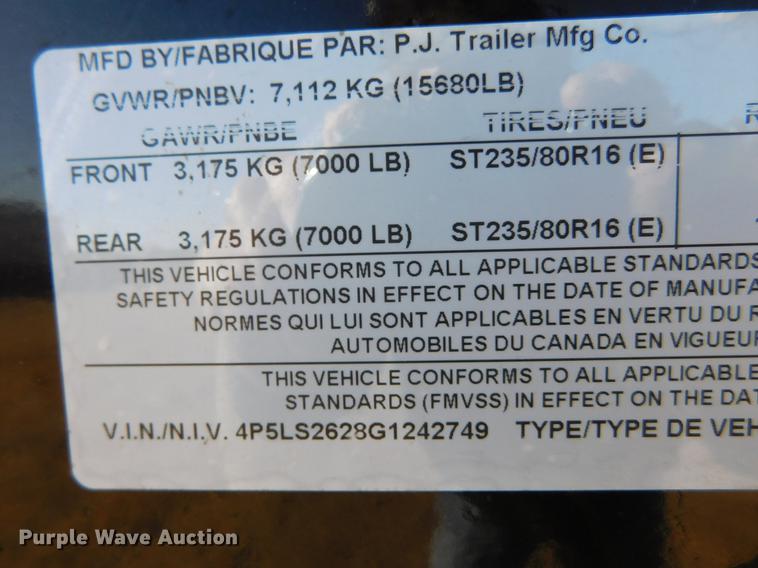 MFD BY/FABRIQUE PAR: P.J. Trailer Mfg Co.
GVWR/PNBV: 7,112 KG (15680LB)
GAWR/PNBE TIRES/PNEU
FRONT 3,175 KG (7000 LB) ST235/80R16 (E)
REAR 3,175 KG (7000 LB) ST235/80R16 (E)
THIS VEHICLE CONFORMS TO ALL APPLICABLE STANDARDS
SAFETY REGULATIONS IN EFFECT ON THE DATE OF MANUFA
NORMES QUI LUI SONT APPLICABLES EN VERTU DU R
AUTOMOBILES DU CANADA EN VIGUEUR
THIS VEHICLE CONFORMS TO ALL APPLICABLE
STANDARDS (FMVSS) IN EFFECT ON THE DAT
V.I.N./N.I.V. 4P5LS2628G1242749 TYPE/TYPE DE VEH
Purple Wave Auction